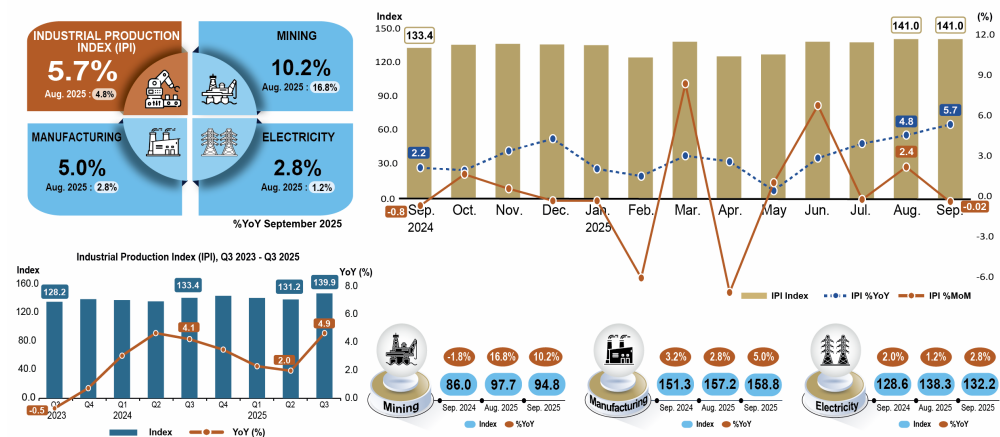 INDUSTRIAL PRODUCTION
INDEX (IPI)
5.7%
Aug. 2025 : 4.8%
MINING
10.2%
Aug. 2025 : 16.8%
MANUFACTURING
5.0%
Aug. 2025 : 2.8%
ELECTRICITY
2.8%
Aug. 2025 : 1.2%
%YoY September 2025
Index
(%)
150.0
120.0
90.0
60.0
30.0
0.0
12.0
9.0
6.0
3.0
0.0
-3.0
-6.0
133.4
141.0
141.0
2.2
4.8
5.7
2.4
-0.8
-0.02
Sep. Oct. Nov. Dec. Jan. Feb. Mar. Apr. May Jun. Jul. Aug. Sep.
2024 2025
IPI Index IPI %YoY IPI %MoM
Industrial Production Index (IPI), Q3 2023 - Q3 2025
Index
YoY (%)
160.0
120.0
80.0
40.0
0.0
8.0
6.0
4.0
2.0
0.0
128.2
133.4
131.2
139.9
4.1
2.0
4.9
-0.5
Q3 Q4 Q1 Q2 Q3 Q4 Q1 Q2 Q3
2023 2024 2025
Index YoY (%)
Mining
-1.8% 16.8% 10.2%
86.0 97.7 94.8
Sep. 2024 Aug. 2025 Sep. 2025
Index %YoY
Manufacturing
3.2% 2.8% 5.0%
151.3 157.2 158.8
Sep. 2024 Aug. 2025 Sep. 2025
Index %YoY
Electricity
2.0% 1.2% 2.8%
128.6 138.3 132.2
Sep. 2024 Aug. 2025 Sep. 2025
Index %YoY